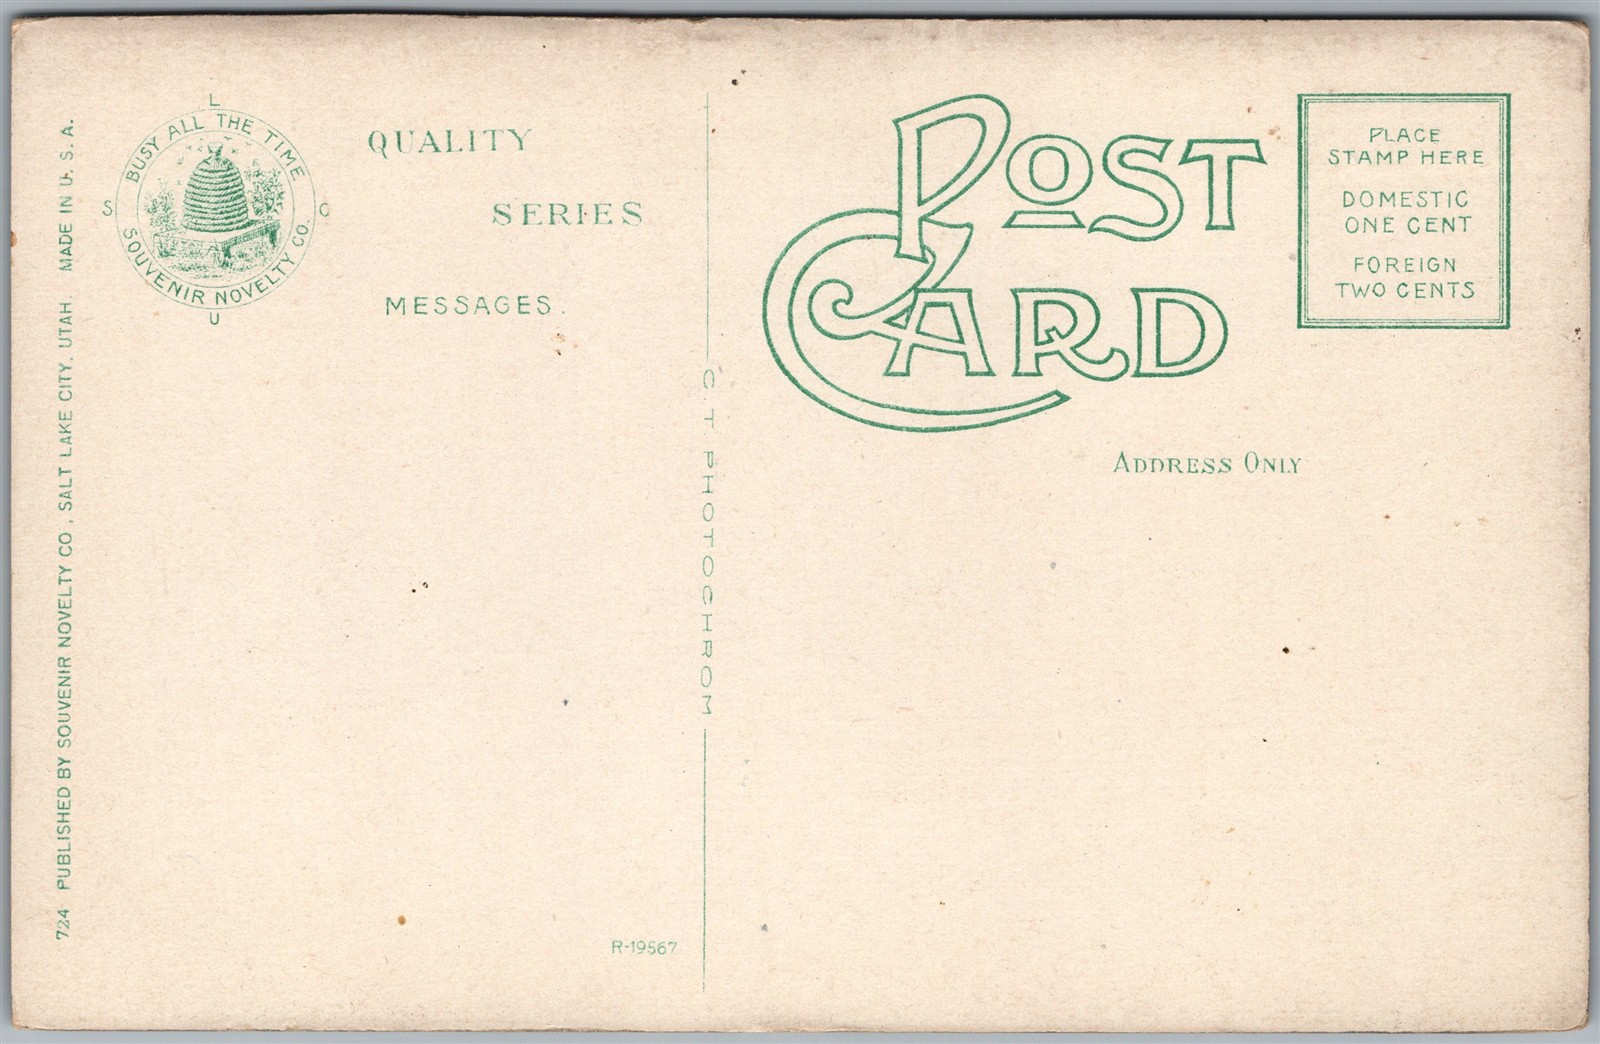 724 PUBLISHED BY SOUVENIR NOVELTY CO., SALT LAKE CITY, UTAH. MADE IN U. S. A.
L
BUSY ALL THE TIME
S C
SOUVENIR NOVELTY CO.
U
QUALITY
SERIES
MESSAGES.
C. T. PHOTOCHROM
R-19567
POST
CARD
ADDRESS ONLY
PLACE
STAMP HERE
DOMESTIC
ONE CENT
FOREIGN
TWO CENTS